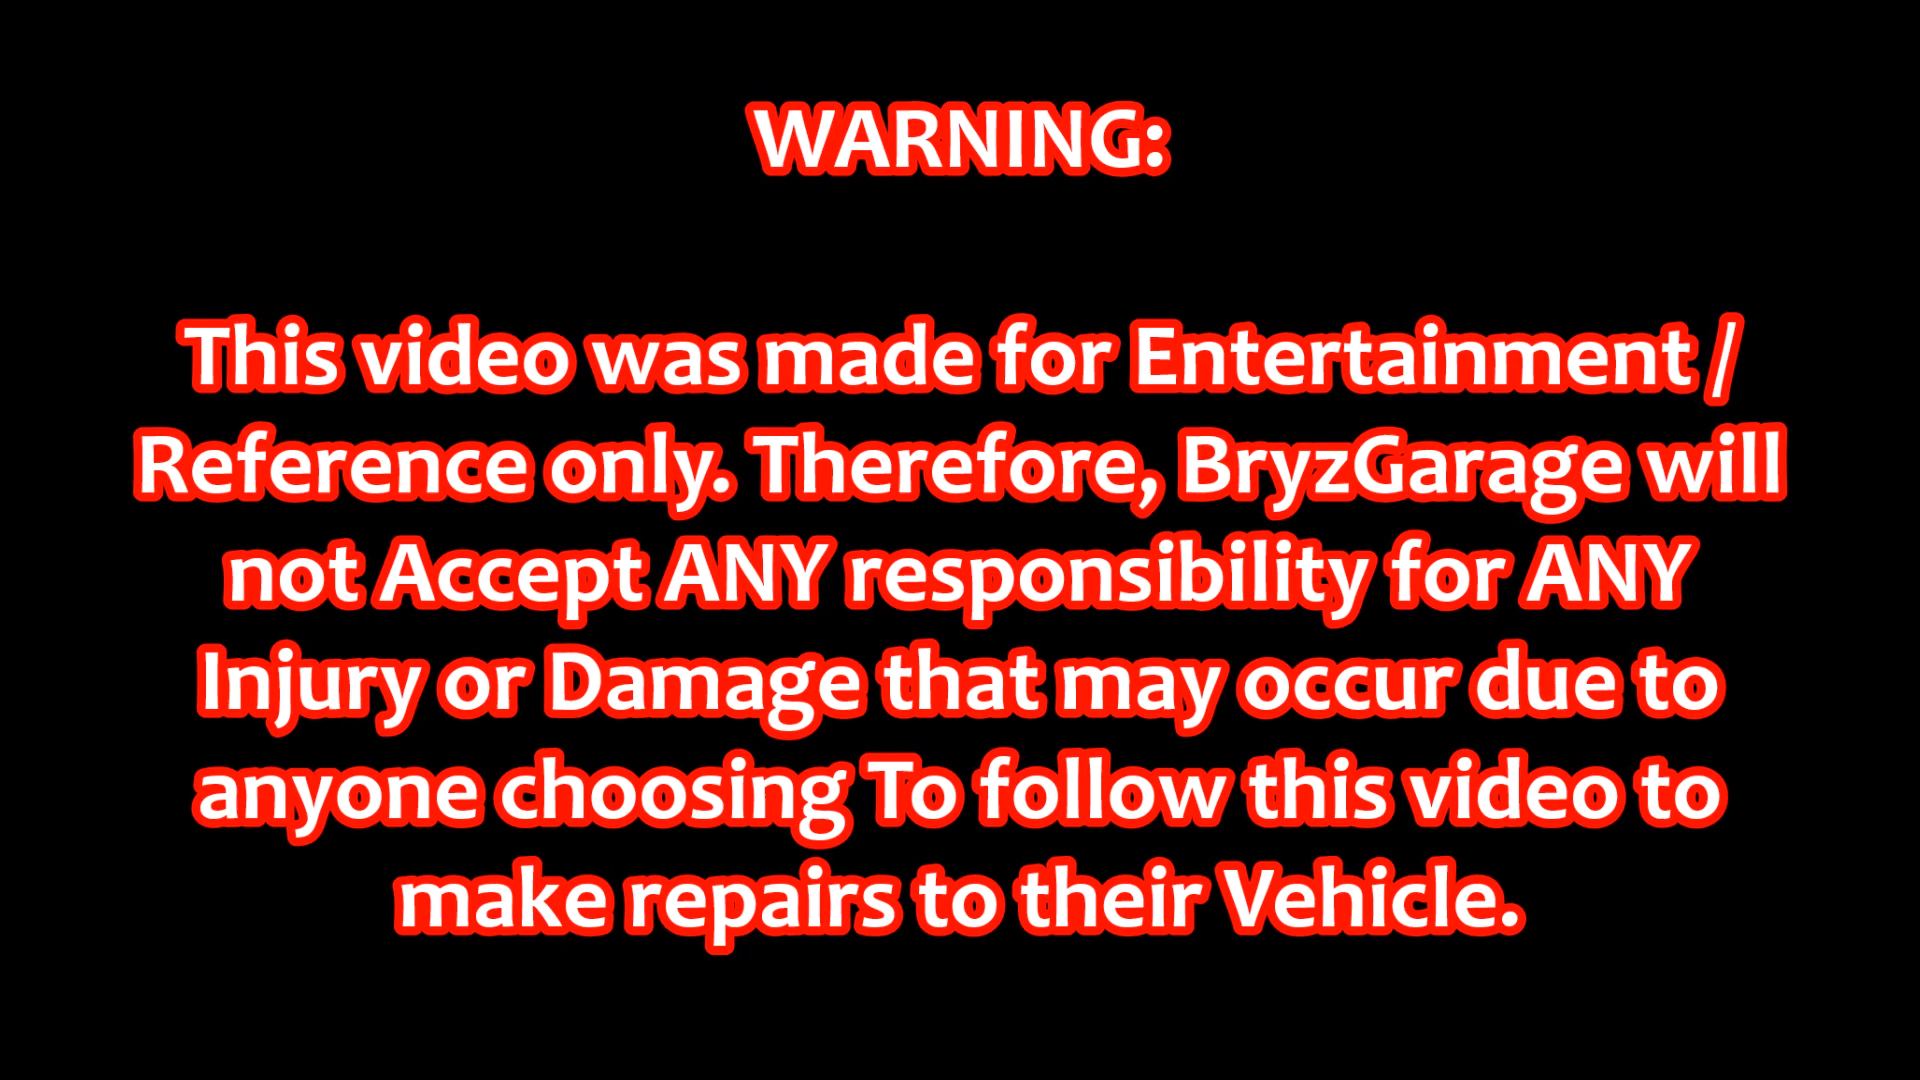 WARNING:
This video was made for Entertainment /
Reference only. Therefore, BryzGarage will
not Accept ANY responsibility for ANY
Injury or Damage that may occur due to
anyone choosing To follow this video to
make repairs to their Vehicle.